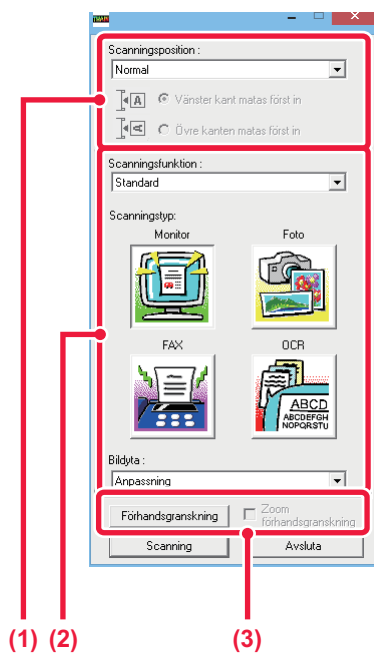 TWAIN
Scanningsposition :
Normal
A Vänster kant matas först in
A Övre kanten matas först in
Scanningsfunktion :
Standard
Scanningstyp:
Monitor Foto
FAX OCR
ABCD
ABCDEFGH
NOPQRSTU
Bildyta :
Anpassning
Förhandsgranskning Zoom
förhandsgranskning
Scanning Avsluta
(1) (2) (3)